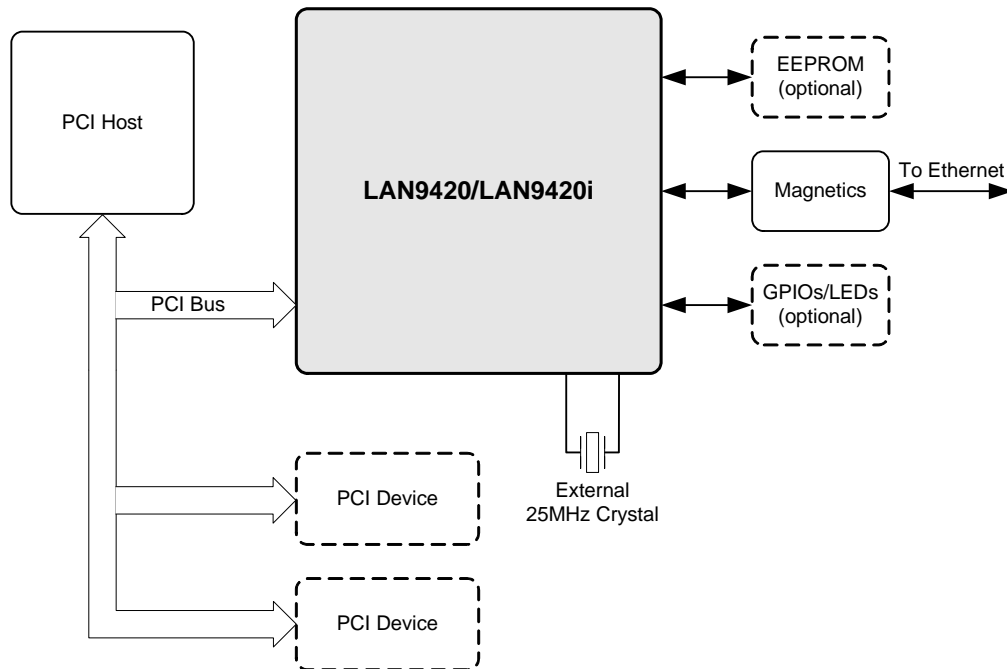 PCI Host
LAN9420/LAN9420i
EEPROM
(optional)
To Ethernet
Magnetics
PCI Bus
GPIOs/LEDs
(optional)
External
25MHz Crystal
PCI Device
PCI Device